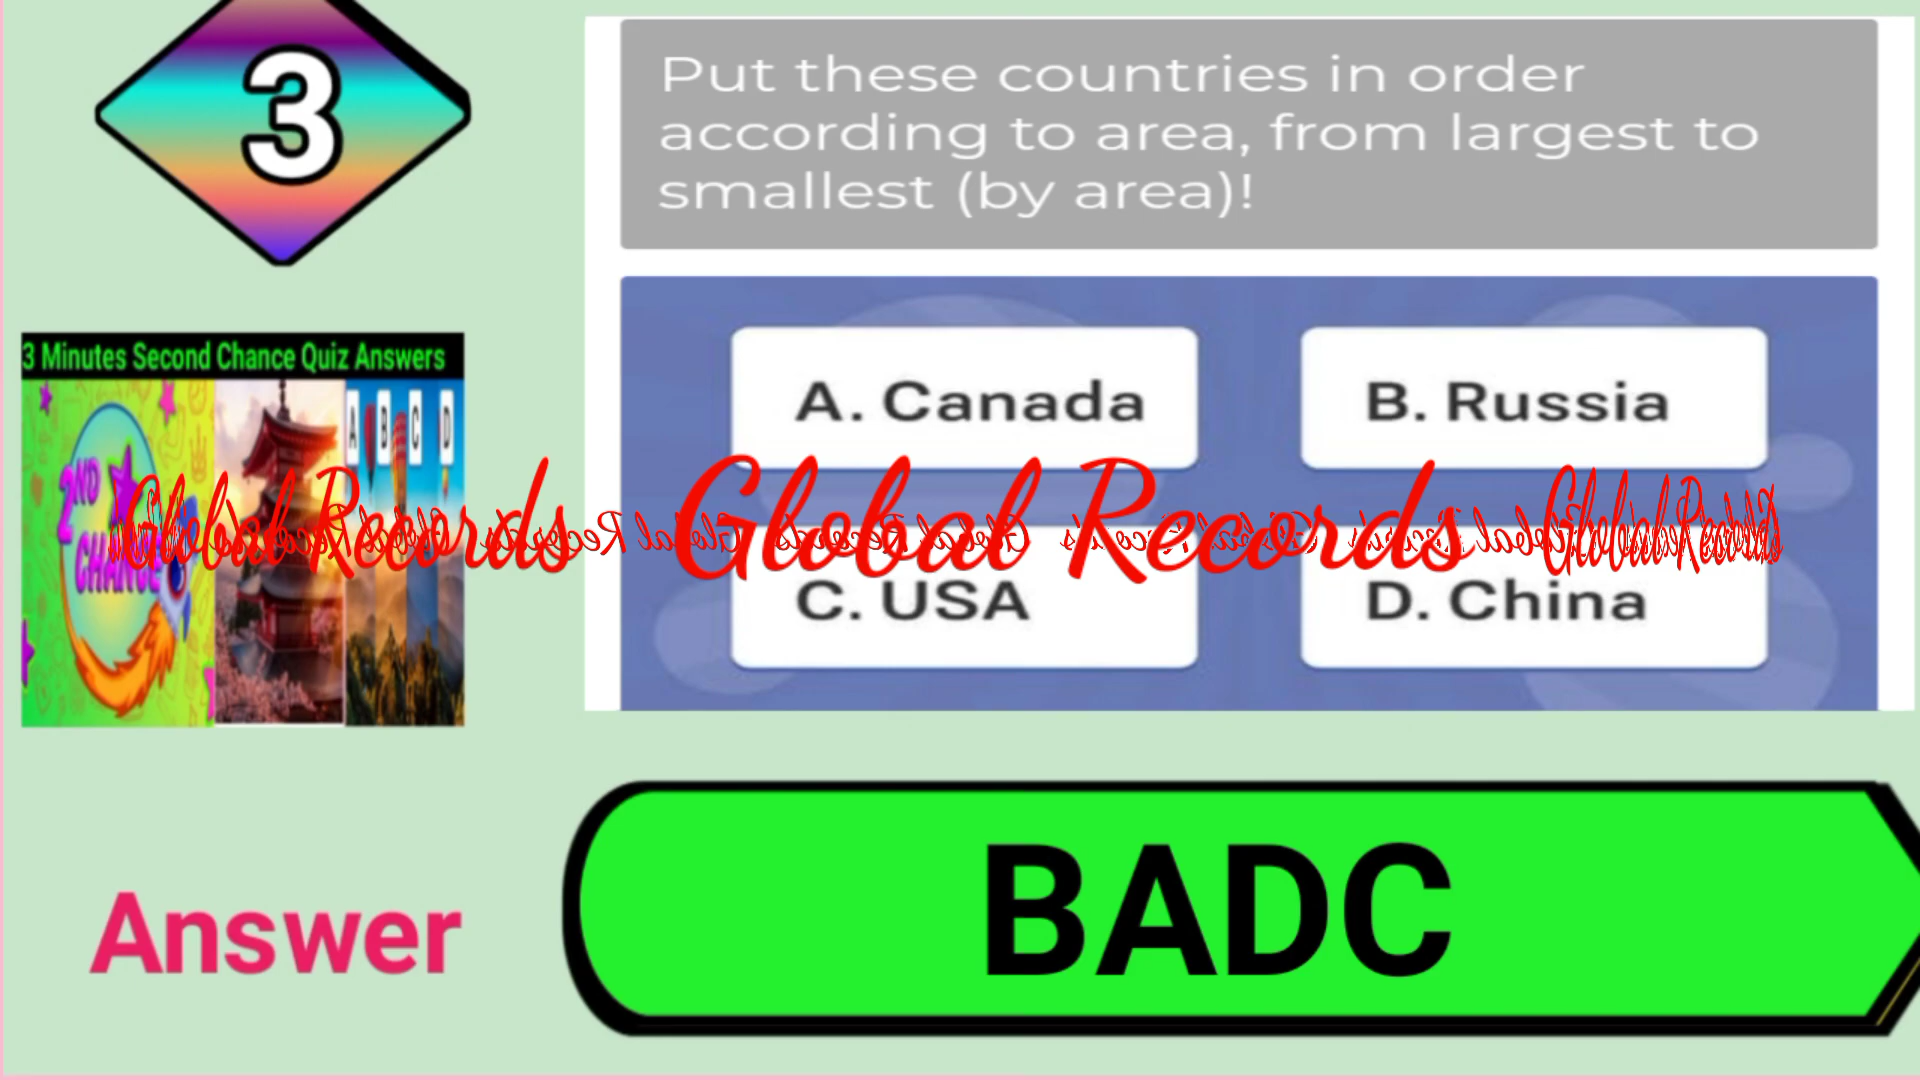 3
Put these countries in order
according to area, from largest to
smallest (by area)!
3 Minutes Second Chance Quiz Answers
A. Canada
B. Russia
A B C D
2ND
CHANCE
Global Records Global Records Global Records
C. USA
D. China
Answer
BADC